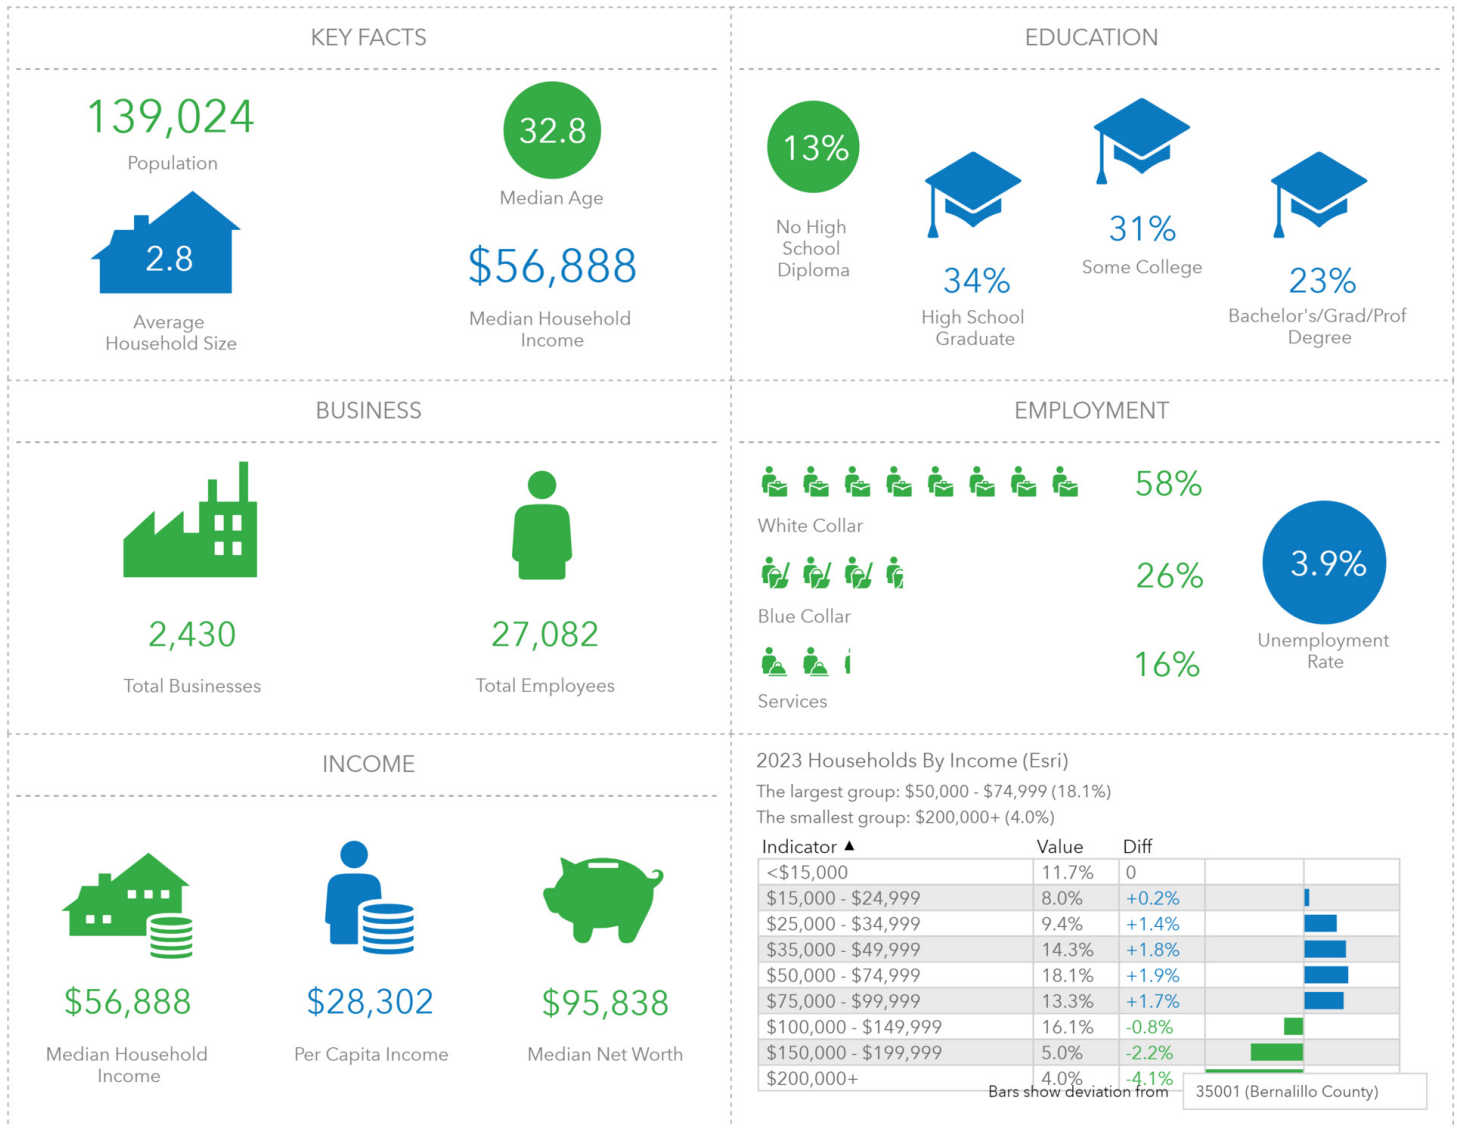 KEY FACTS
139,024
Population
32.8
Median Age
2.8
Average
Household Size
$56,888
Median Household
Income
EDUCATION
13%
No High
School
Diploma
34%
High School
Graduate
31%
Some College
23%
Bachelor's/Grad/Prof
Degree
BUSINESS
2,430
Total Businesses
27,082
Total Employees
EMPLOYMENT
58%
White Collar
26%
Blue Collar
16%
Services
3.9%
Unemployment
Rate
INCOME
$56,888
Median Household
Income
$28,302
Per Capita Income
$95,838
Median Net Worth
2023 Households By Income (Esri)
The largest group: $50,000 - $74,999 (18.1%)
The smallest group: $200,000+ (4.0%)
Indicator ▲ Value Diff
<$15,000 11.7% 0
$15,000 - $24,999 8.0% +0.2%
$25,000 - $34,999 9.4% +1.4%
$35,000 - $49,999 14.3% +1.8%
$50,000 - $74,999 18.1% +1.9%
$75,000 - $99,999 13.3% +1.7%
$100,000 - $149,999 16.1% -0.8%
$150,000 - $199,999 5.0% -2.2%
$200,000+ 4.0% -4.1%
Bars show deviation from 35001 (Bernalillo County)